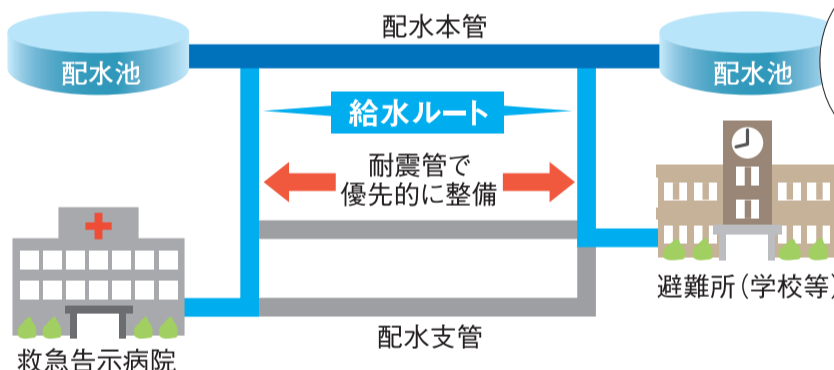 配水本管
配水池
配水池
給水ルート
耐震管で
優先的に整備
避難所(学校等)
配水支管
救急告示病院